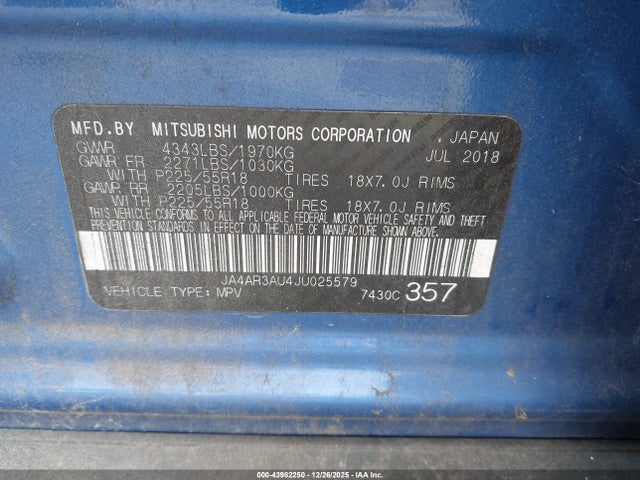 MFD. BY MITSUBISHI MOTORS CORPORATION , JAPAN
GVWR 4343LBS/1970KG JUL 2018
GAWR FR 2271LBS/1030KG
WITH P225/55R18 TIRES 18X7.0J RIMS
GAWR RR 2205LBS/1000KG
WITH P225/55R18 TIRES 18X7.0J RIMS
THIS VEHICLE CONFORMS TO ALL APPLICABLE FEDERAL MOTOR VEHICLE SAFETY AND THEFT
PREVENTION STANDARDS IN EFFECT ON THE DATE OF MANUFACTURE SHOWN ABOVE.
JA4AR3AU4JU025579
VEHICLE TYPE: MPV 7430C 357
000-43982250 | 12/26/2025 | IAA Inc.